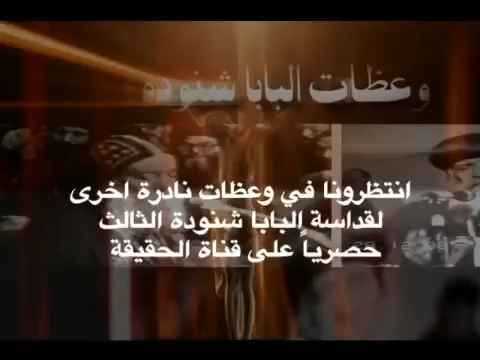 وعظات البابا شنوده
انتظرونا في وعظات نادرة اخرى
لقداسة البابا شنودة الثالث
حصرياً على قناة الحقيقة